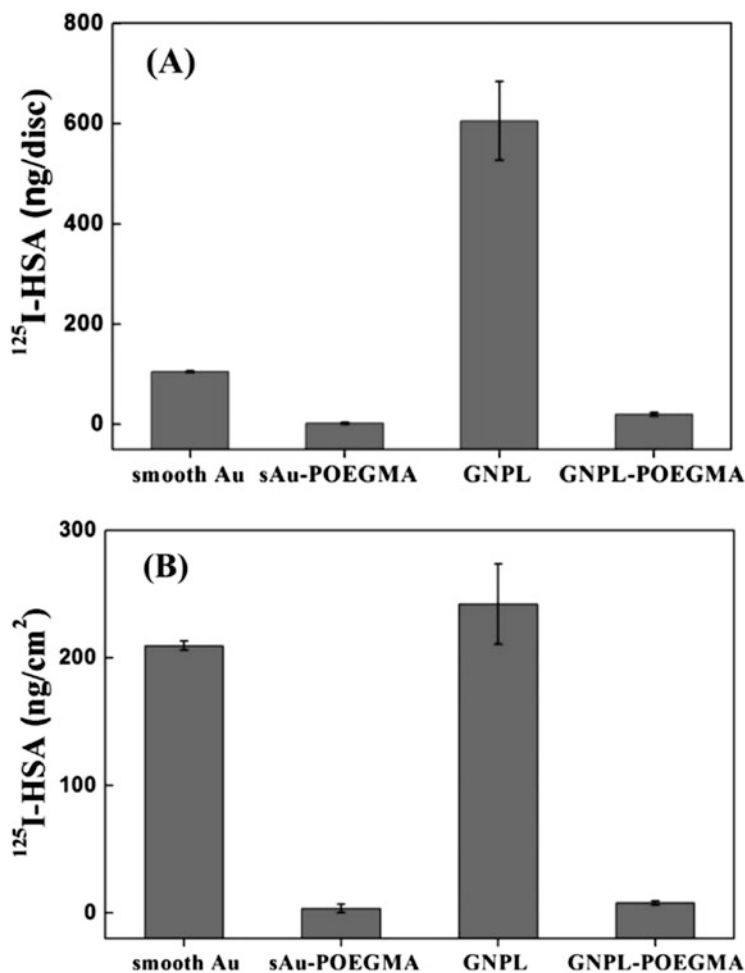 (A)
¹²⁵I-HSA (ng/disc)
800
600
400
200
0
smooth Au sAu-POEGMA GNPL GNPL-POEGMA
(B)
¹²⁵I-HSA (ng/cm²)
300
200
100
0
smooth Au sAu-POEGMA GNPL GNPL-POEGMA